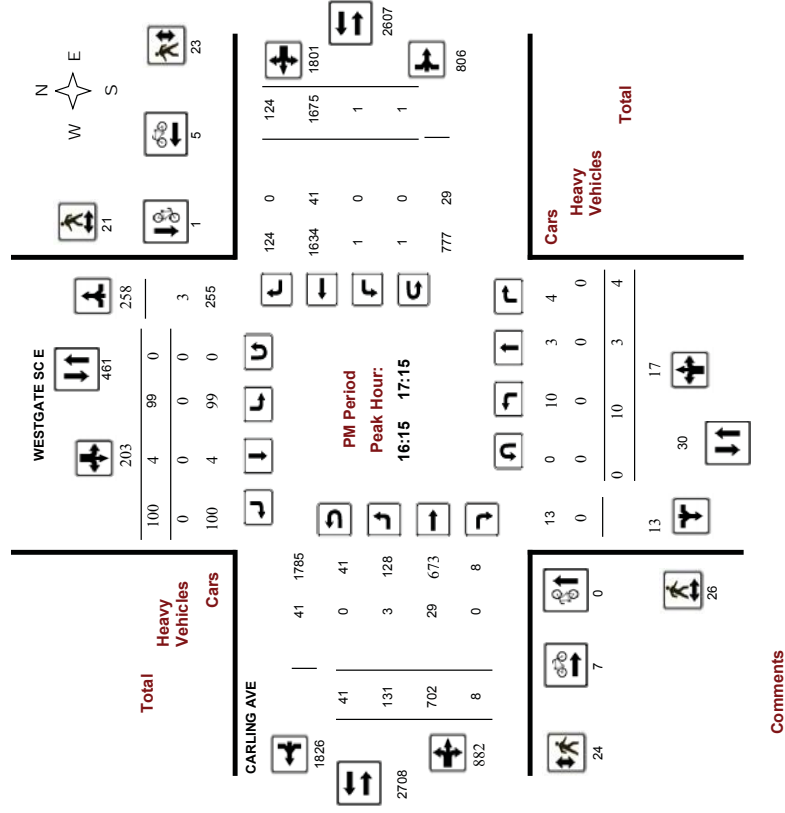 N
W E
S
WESTGATE SC E
461
203
258
21
23
1
5
100 4 99 0
0 0 0 0 3
100 4 99 0 255
Total
Heavy
Vehicles
Cars
124 0 124
1634 41 1675
1 0 1
1 0 1
777 29
1801
2607
806
PM Period
Peak Hour:
16:15 17:15
CARLING AVE
1826
2708
882
41 1785
41 0 41
131 3 128
702 29 673
8 0 8
Cars
Heavy
Vehicles
Total
13 0 10 3 4
0 0 0 0 0
0 10 3 4
13
30
17
24
7
0
26
Comments